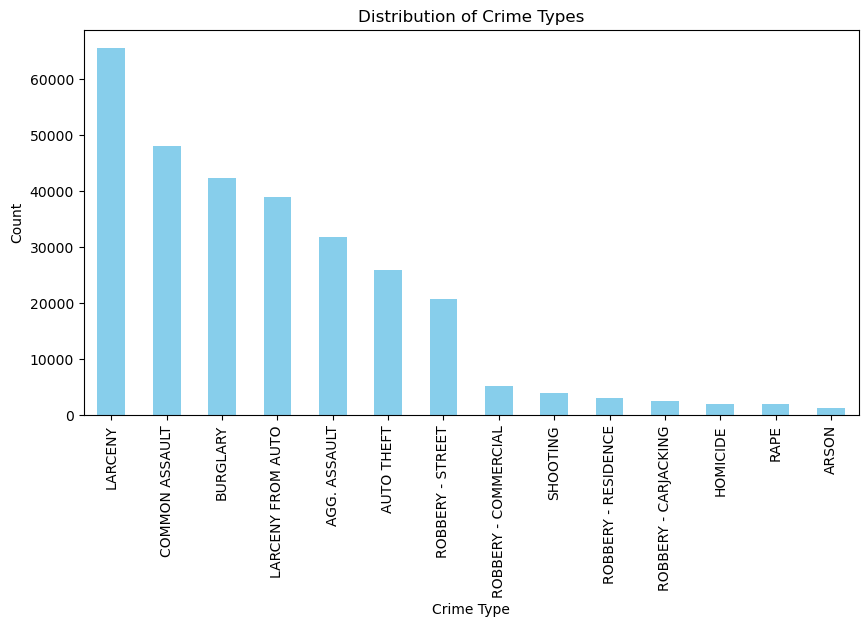 Distribution of Crime Types
Count
60000
50000
40000
30000
20000
10000
0
LARCENY
COMMON ASSAULT
BURGLARY
LARCENY FROM AUTO
AGG. ASSAULT
AUTO THEFT
ROBBERY - STREET
ROBBERY - COMMERCIAL
SHOOTING
ROBBERY - RESIDENCE
ROBBERY - CARJACKING
HOMICIDE
RAPE
ARSON
Crime Type